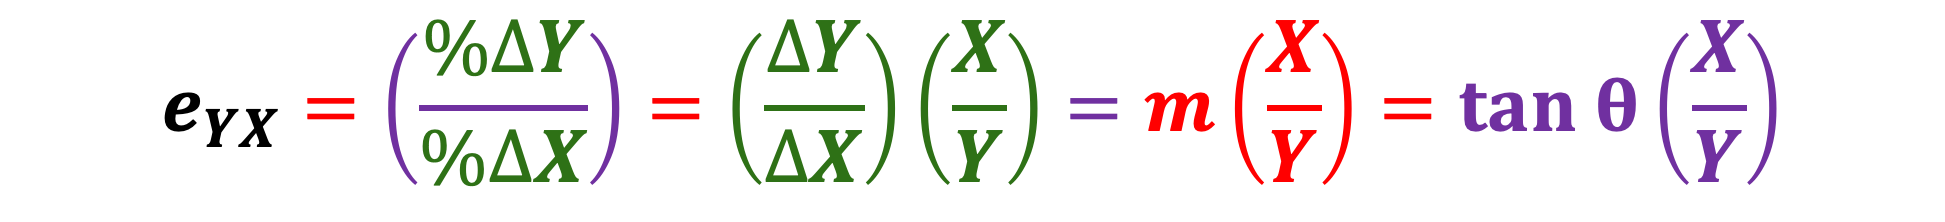 e_YX = (%ΔY / %ΔX) = (ΔY / ΔX) (X / Y) = m (X / Y) = tan θ (X / Y)